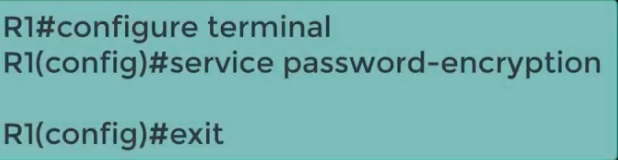 R1#configure terminal
R1(config)#service password-encryption
R1(config)#exit